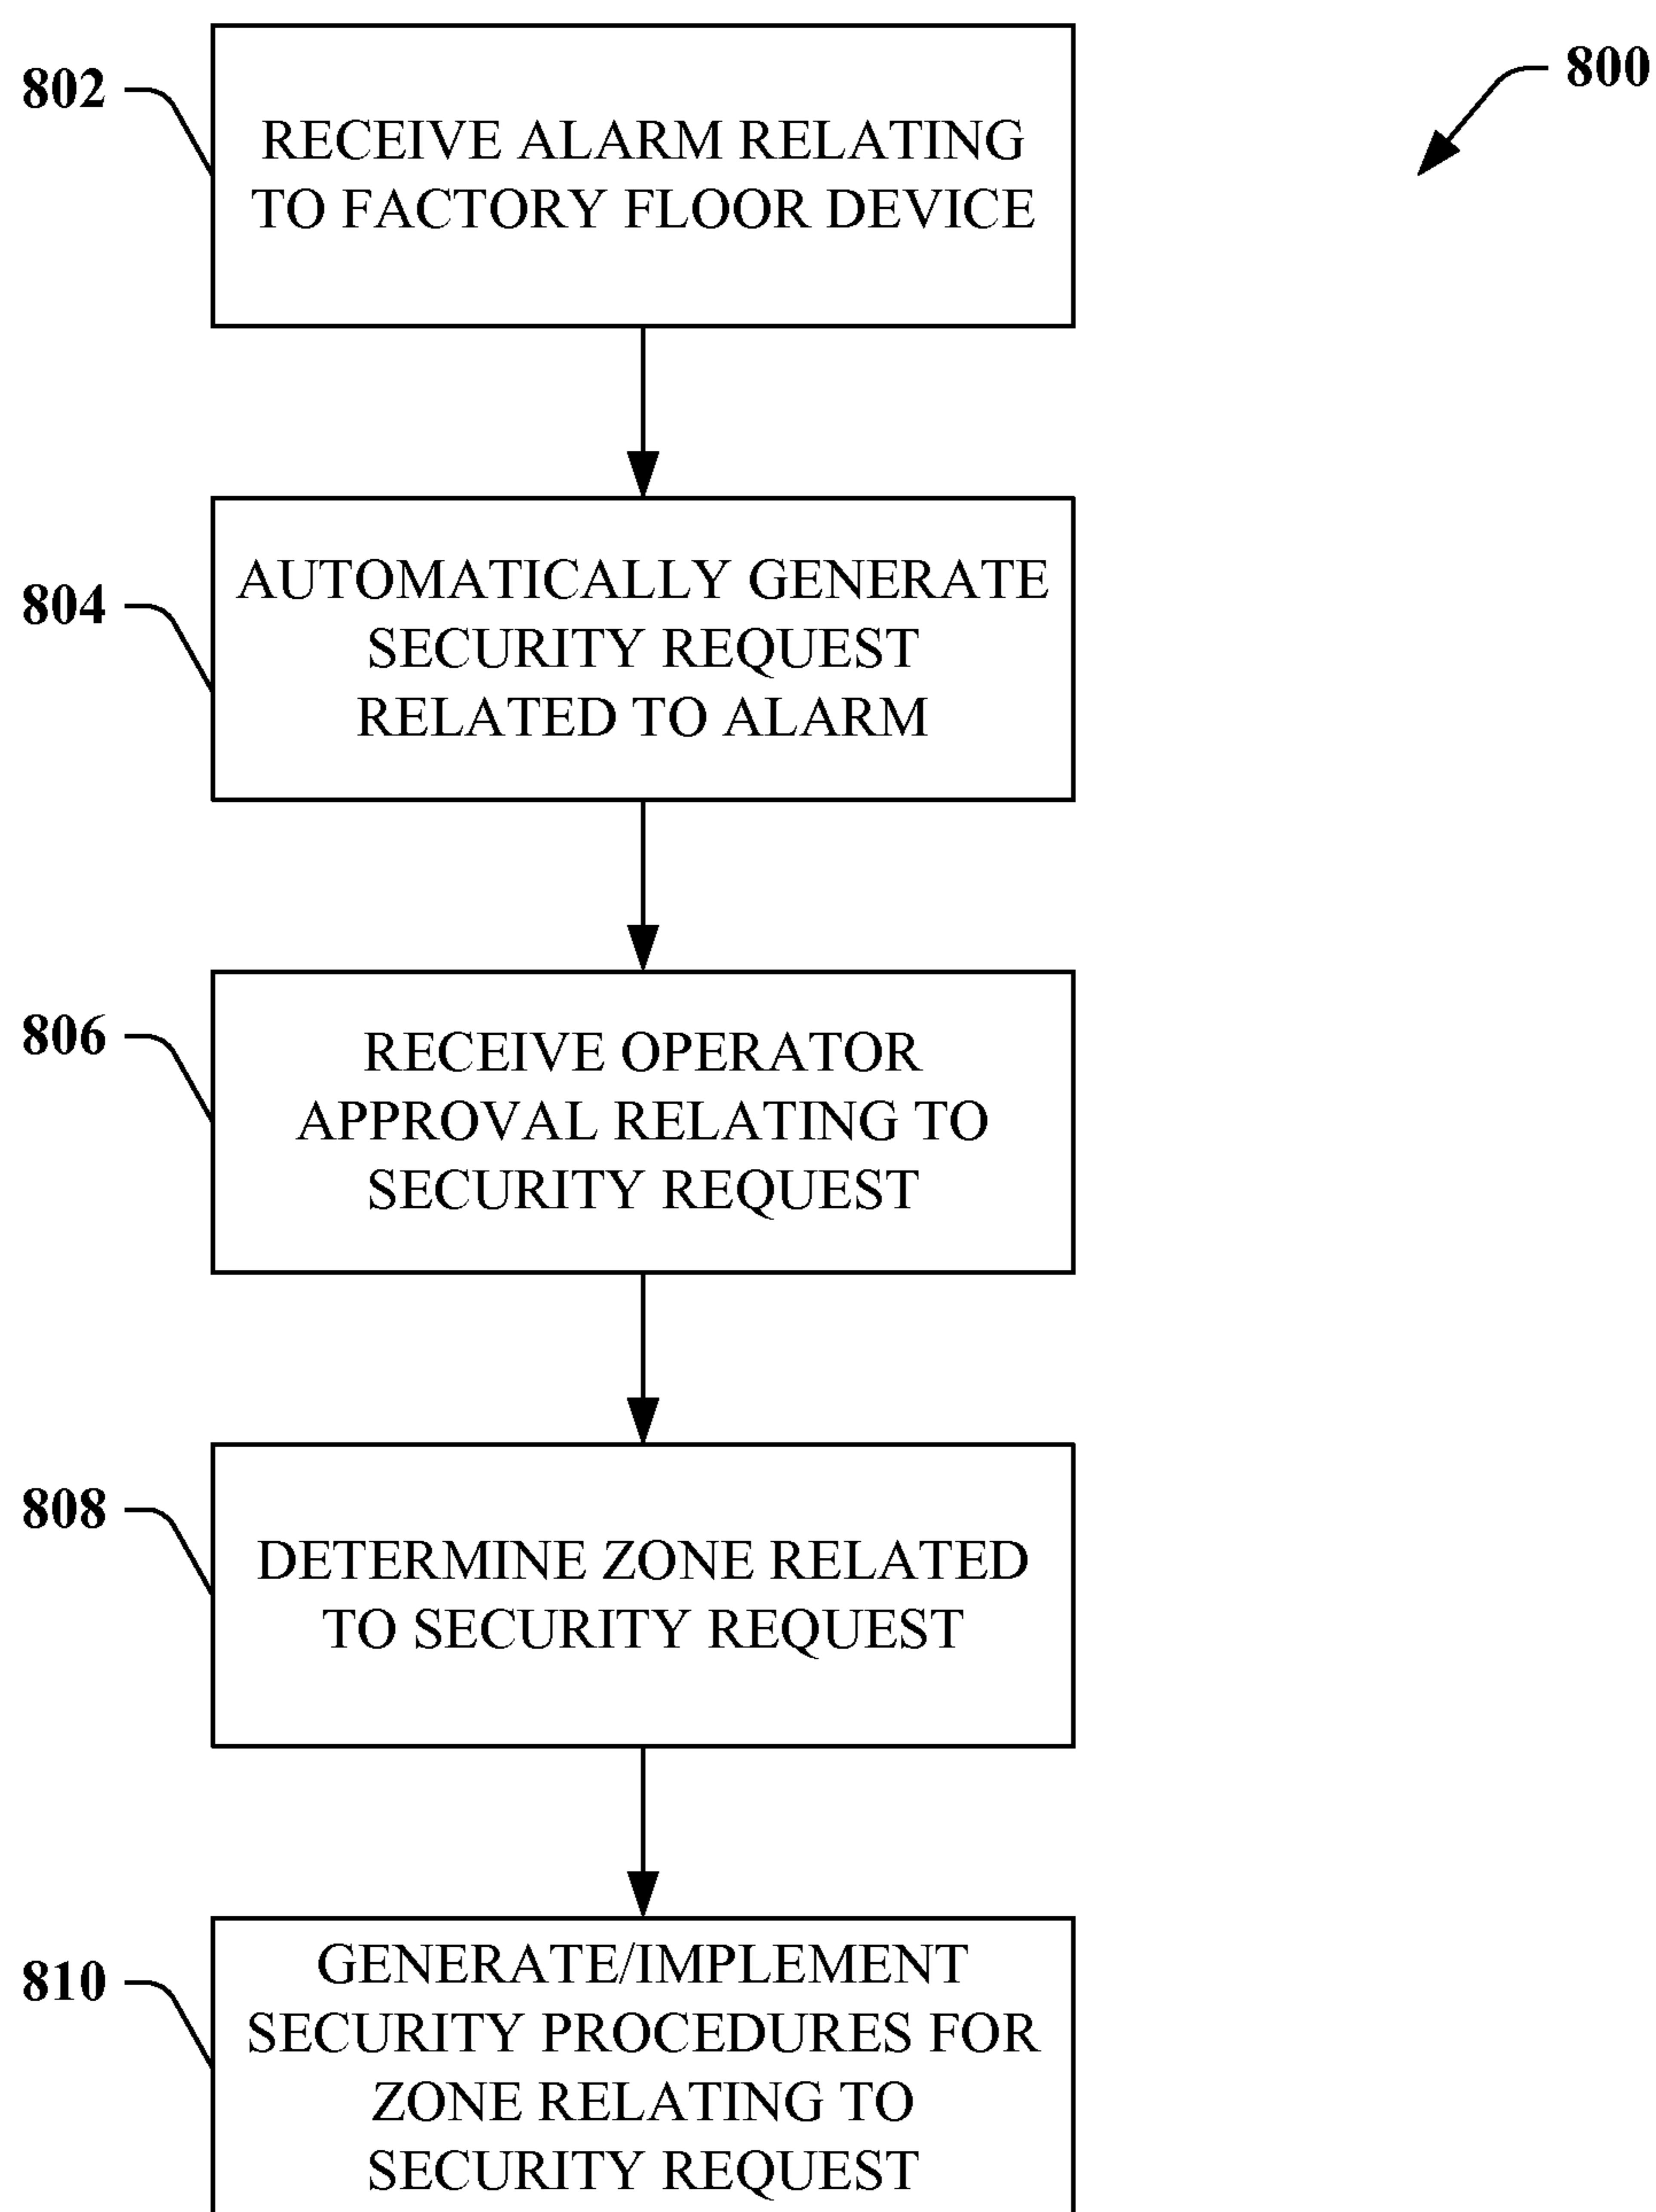 800
802
RECEIVE ALARM RELATING
TO FACTORY FLOOR DEVICE
804
AUTOMATICALLY GENERATE
SECURITY REQUEST
RELATED TO ALARM
806
RECEIVE OPERATOR
APPROVAL RELATING TO
SECURITY REQUEST
808
DETERMINE ZONE RELATED
TO SECURITY REQUEST
810
GENERATE/IMPLEMENT
SECURITY PROCEDURES FOR
ZONE RELATING TO
SECURITY REQUEST